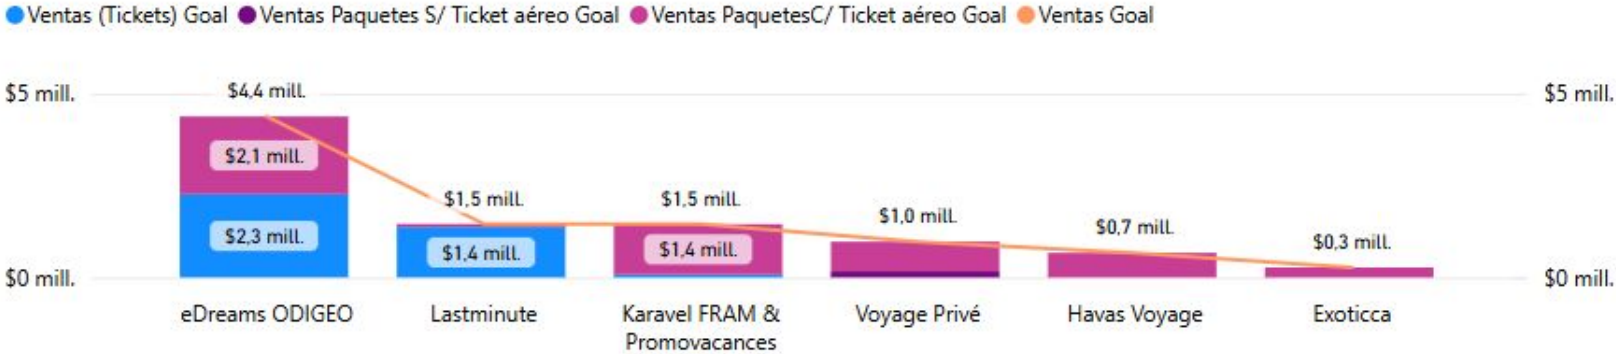 Ventas (Tickets) Goal Ventas Paquetes S/ Ticket aéreo Goal Ventas PaquetesC/ Ticket aéreo Goal Ventas Goal
$5 mill. $4,4 mill. $5 mill.
$2,1 mill.
$1,5 mill. $1,5 mill.
$1,0 mill.
$0,7 mill.
$2,3 mill. $0,3 mill.
$1,4 mill. $1,4 mill.
$0 mill. $0 mill.
eDreams ODIGEO Lastminute Karavel FRAM & Voyage Privé Havas Voyage Exoticca
Promovacances